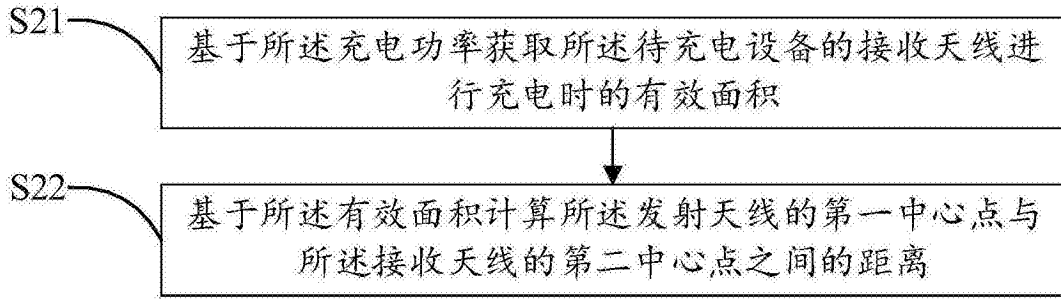 S21
基于所述充电功率获取所述待充电设备的接收天线进
行充电时的有效面积
S22
基于所述有效面积计算所述发射天线的第一中心点与
所述接收天线的第二中心点之间的距离